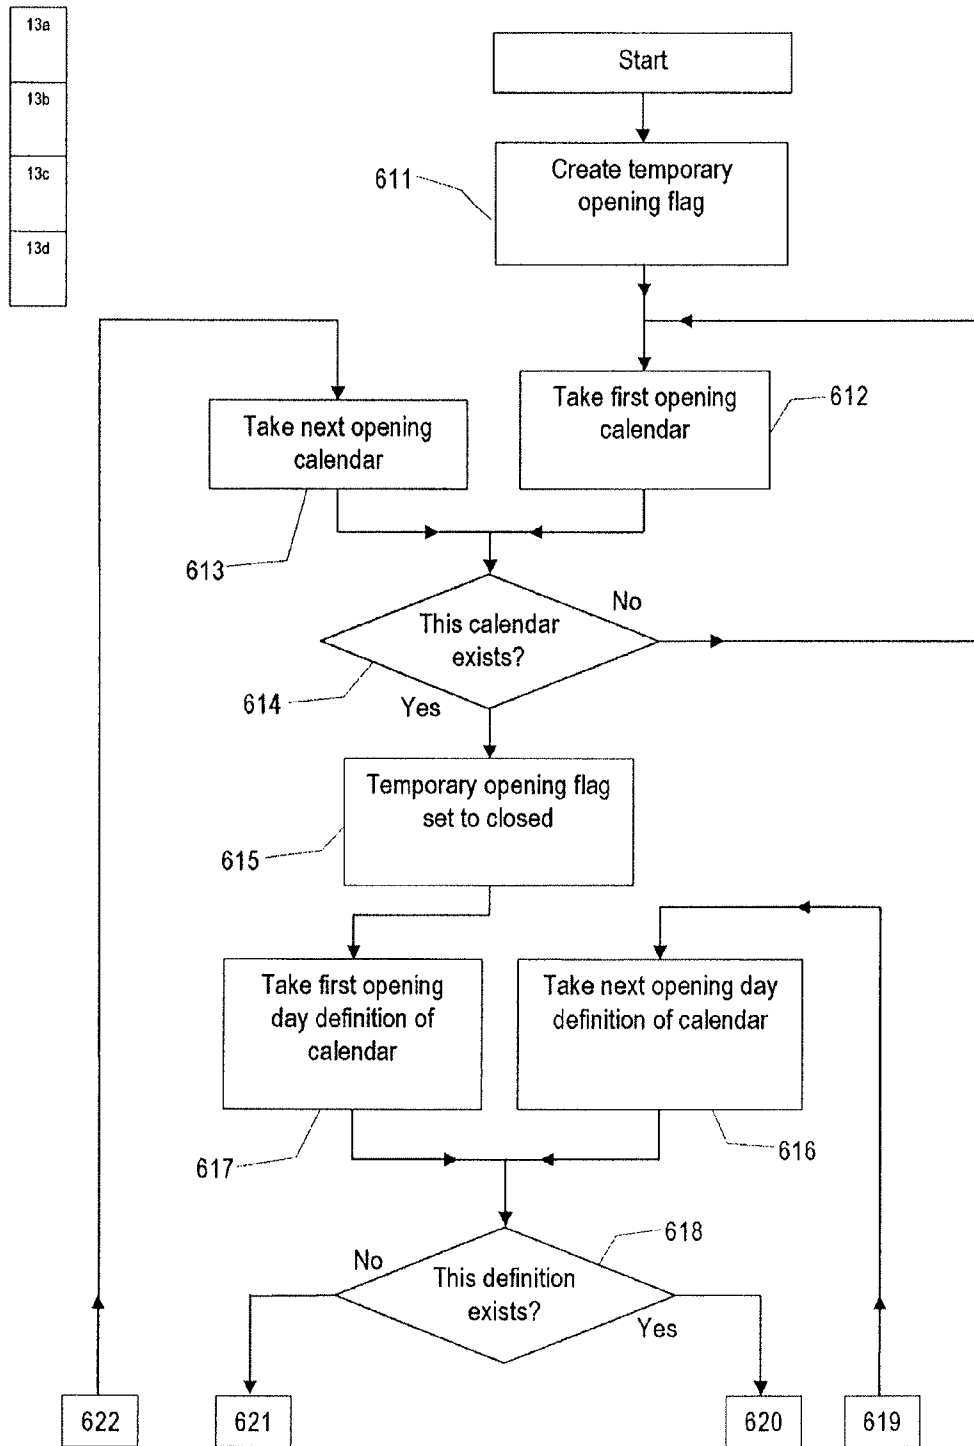 13a
13b
13c
13d
Start
Create temporary
opening flag
611
Take first opening
calendar
612
Take next opening
calendar
613
This calendar
exists?
No
614
Yes
Temporary opening flag
set to closed
615
Take first opening
day definition of
calendar
Take next opening day
definition of calendar
617
616
618
No
This definition
exists?
Yes
622
621
620
619